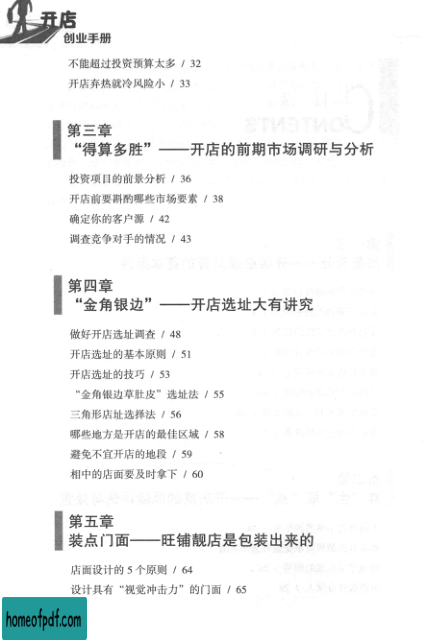 开店
创业手册
不能超过投资预算太多 / 32
开店弃热就冷风险小 / 33
第三章
“得算多胜”——开店的前期市场调研与分析
投资项目的前景分析 / 36
开店前要斟酌哪些市场要素 / 38
确定你的客户源 / 42
调查竞争对手的情况 / 43
第四章
“金角银边”——开店选址大有讲究
做好开店选址调查 / 48
开店选址的基本原则 / 51
开店选址的技巧 / 53
“金角银边草肚皮”选址法 / 55
三角形店址选择法 / 56
哪些地方是开店的最佳区域 / 58
避免不宜开店的地段 / 59
相中的店面要及时拿下 / 60
第五章
装点门面——旺铺靓店是包装出来的
店面设计的 5 个原则 / 64
设计具有“视觉冲击力”的门面 / 65
homeofpdf.com